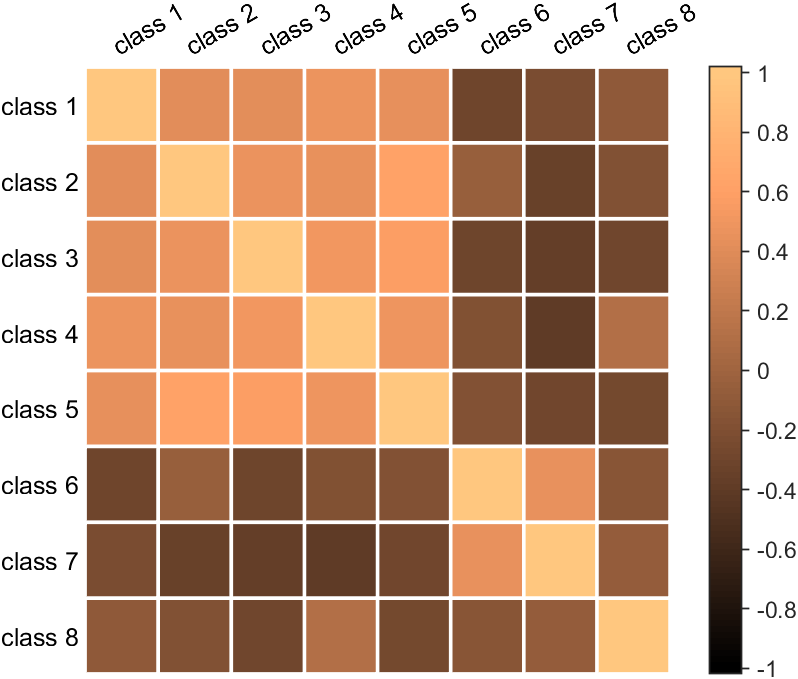 class 1
class 2
class 3
class 4
class 5
class 6
class 7
class 8
class 1
class 2
class 3
class 4
class 5
class 6
class 7
class 8
1
0.8
0.6
0.4
0.2
0
-0.2
-0.4
-0.6
-0.8
-1